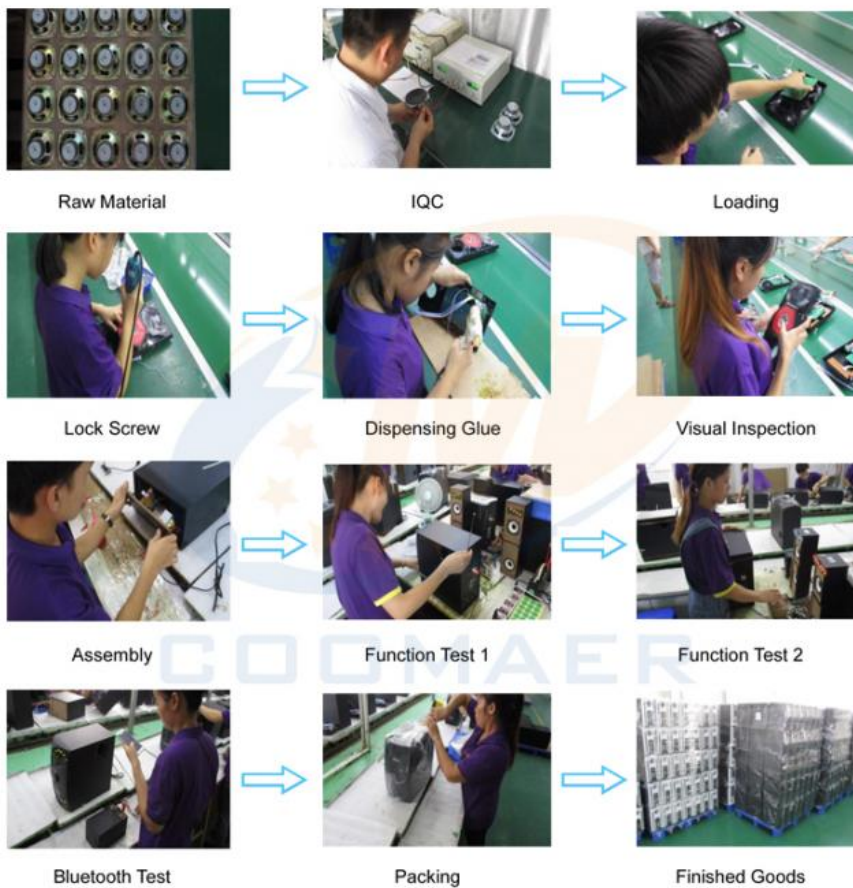 Raw Material
IQC
Loading
Lock Screw
Dispensing Glue
Visual Inspection
Assembly
Function Test 1
Function Test 2
COOMAER
Bluetooth Test
Packing
Finished Goods